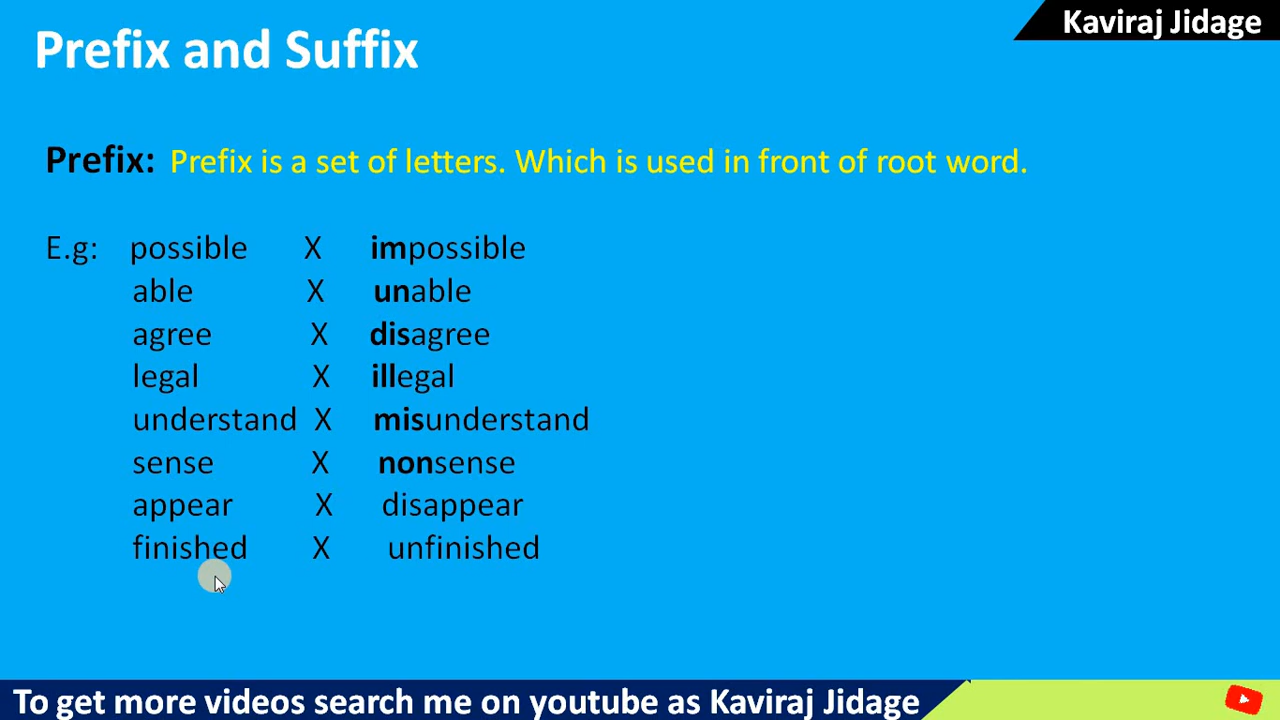 Kaviraj Jidage
Prefix and Suffix
Prefix: Prefix is a set of letters. Which is used in front of root word.
E.g: possible X impossible
able X unable
agree X disagree
legal X illegal
understand X misunderstand
sense X nonsense
appear X disappear
finished X unfinished
To get more videos search me on youtube as Kaviraj Jidage